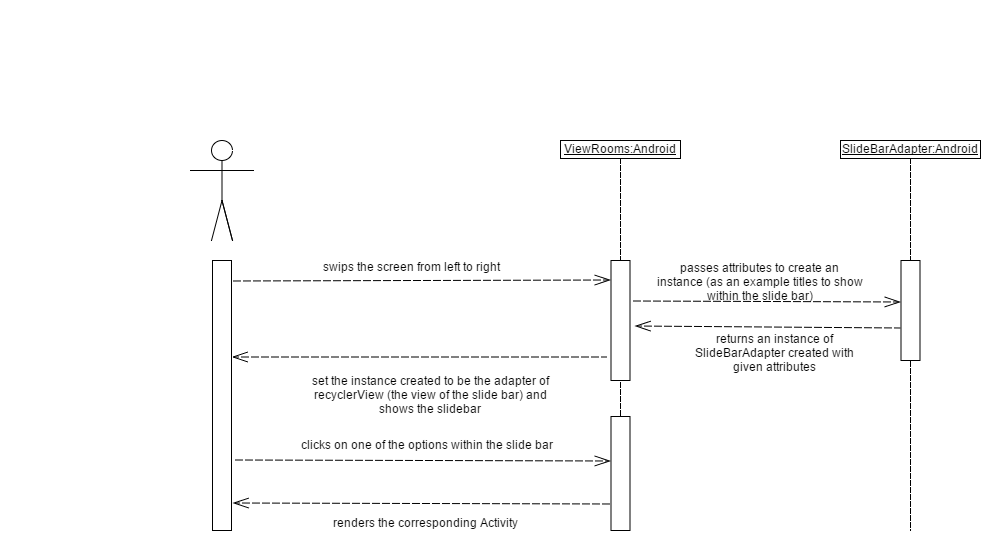 ViewRooms:Android
SlideBarAdapter:Android
swips the screen from left to right
passes attributes to create an
instance (as an example titles to show
within the slide bar)
returns an instance of
SlideBarAdapter created with
given attributes
set the instance created to be the adapter of
recyclerView (the view of the slide bar) and
shows the slidebar
clicks on one of the options within the slide bar
renders the corresponding Activity